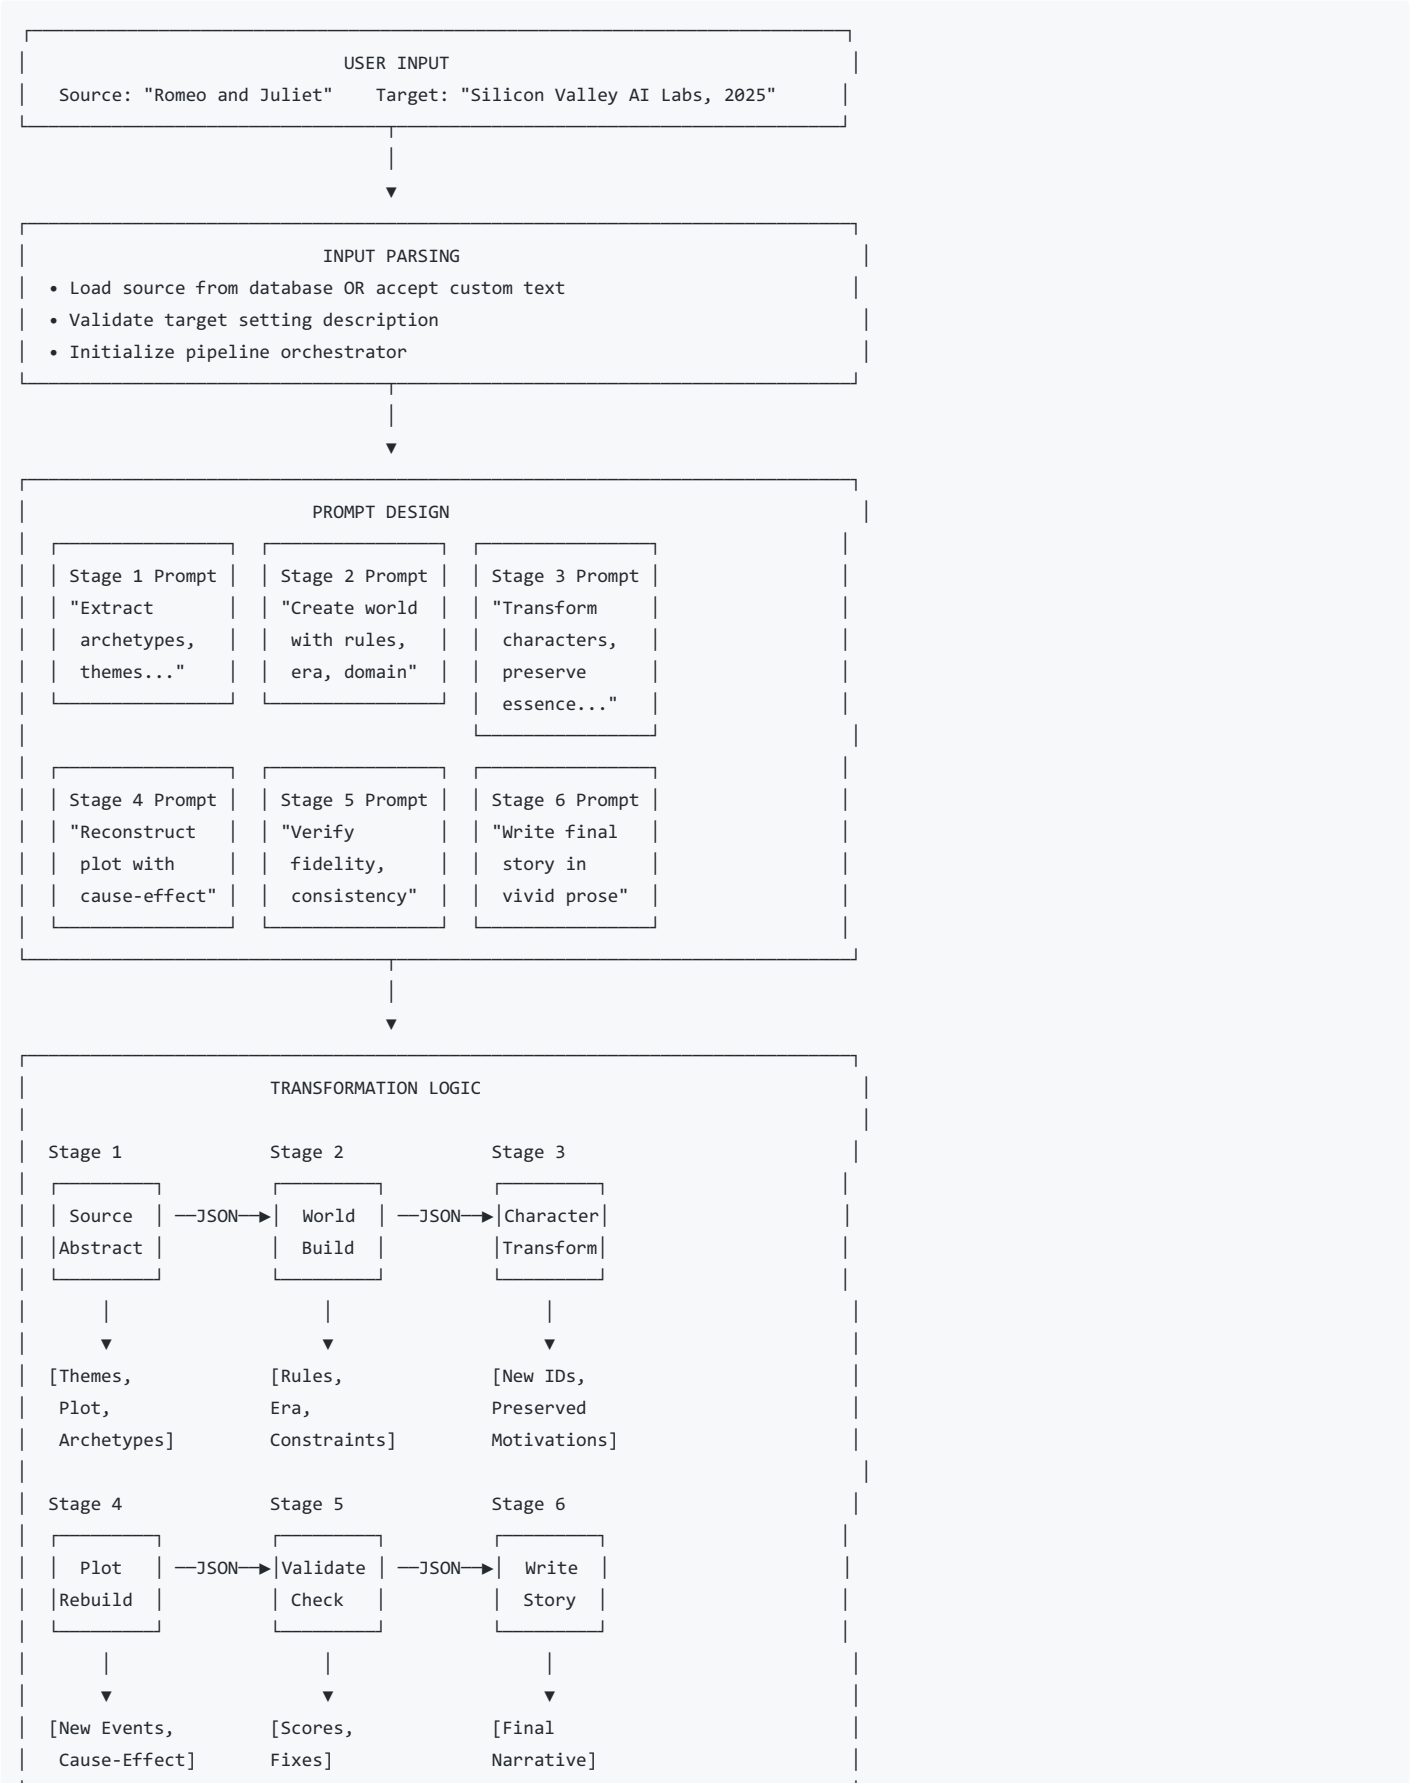 USER INPUT
Source: "Romeo and Juliet"    Target: "Silicon Valley AI Labs, 2025"
INPUT PARSING
• Load source from database OR accept custom text
• Validate target setting description
• Initialize pipeline orchestrator
PROMPT DESIGN
Stage 1 Prompt    Stage 2 Prompt    Stage 3 Prompt
"Extract    "Create world    "Transform
archetypes,    with rules,    characters,
themes..."    era, domain"    preserve
essence..."
Stage 4 Prompt    Stage 5 Prompt    Stage 6 Prompt
"Reconstruct    "Verify    "Write final
plot with    fidelity,    story in
cause-effect"    consistency"    vivid prose"
TRANSFORMATION LOGIC
Stage 1    Stage 2    Stage 3
Source ──JSON──▶ World ──JSON──▶ Character
Abstract    Build    Transform
[Themes,    [Rules,    [New IDs,
Plot,    Era,    Preserved
Archetypes]    Constraints]    Motivations]
Stage 4    Stage 5    Stage 6
Plot ──JSON──▶ Validate ──JSON──▶ Write
Rebuild    Check    Story
[New Events,    [Scores,    [Final
Cause-Effect]    Fixes]    Narrative]